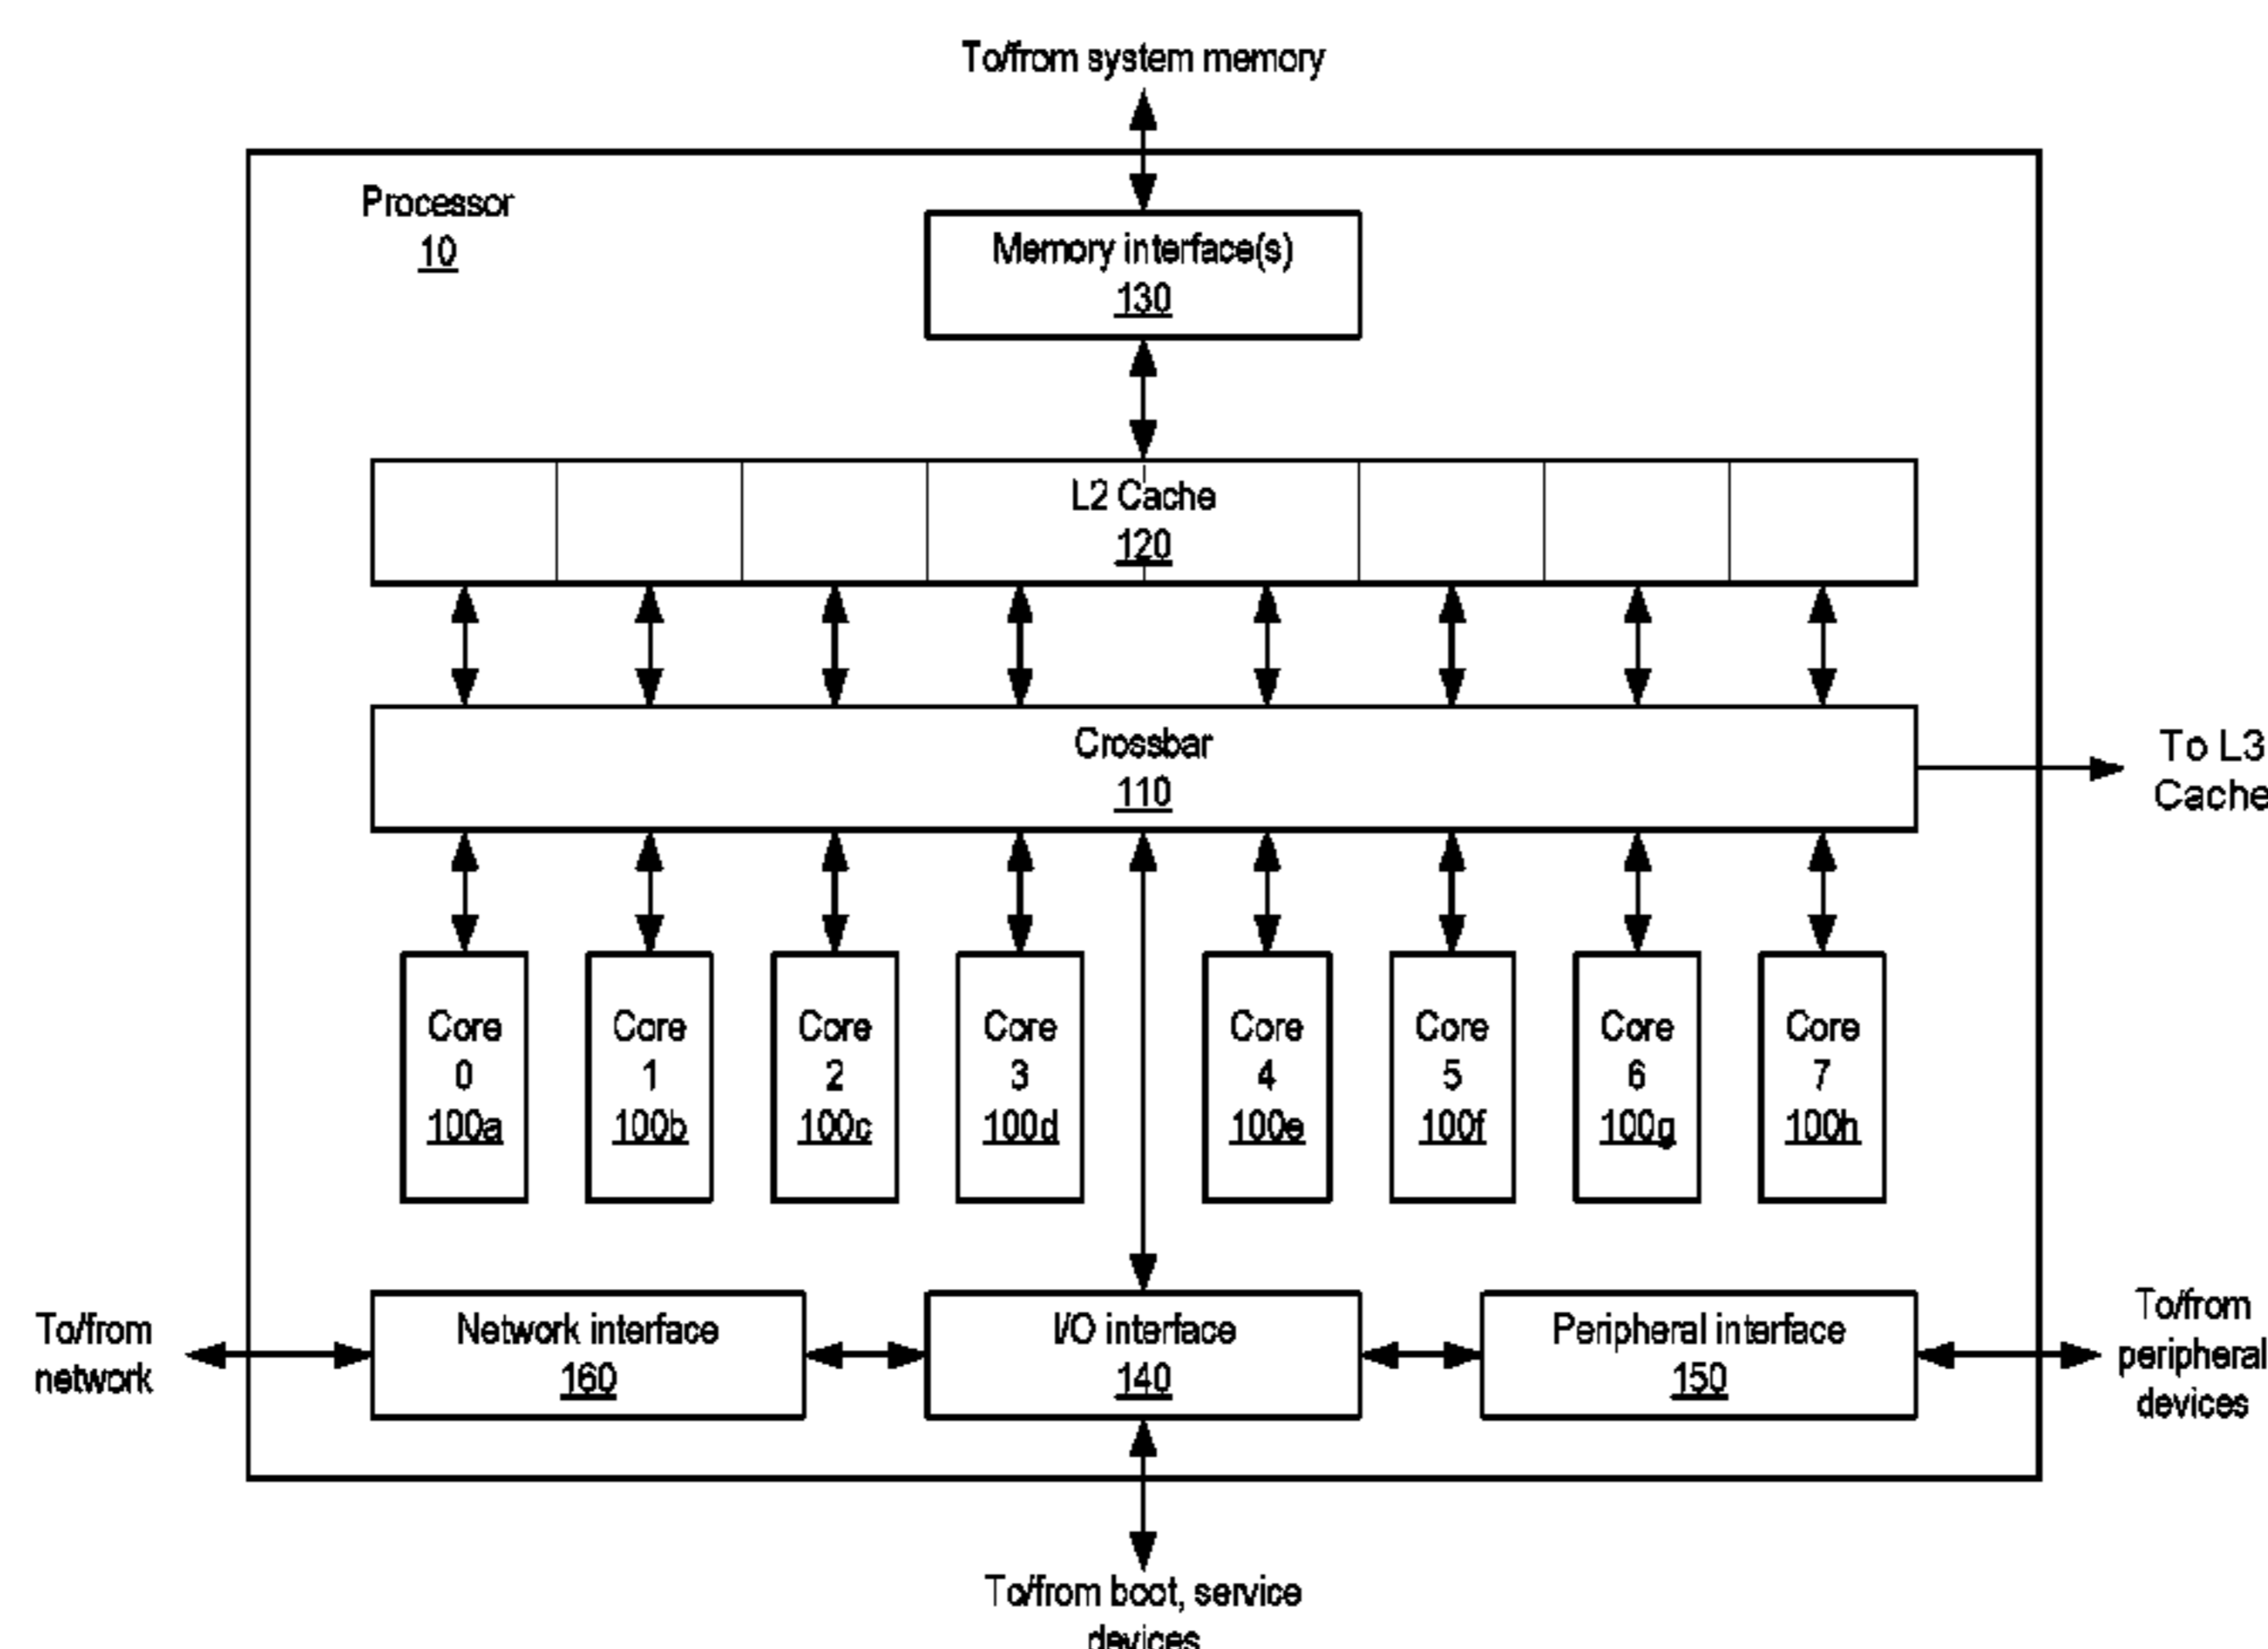 To/from system memory
Processor
10
Memory interface(s)
130
L2 Cache
120
Crossbar
110
To L3
Cache
Core
0
100a
Core
1
100b
Core
2
100c
Core
3
100d
Core
4
100e
Core
5
100f
Core
6
100g
Core
7
100h
To/from
network
Network interface
160
I/O interface
140
Peripheral interface
150
To/from
peripheral
devices
To/from boot, service
devices